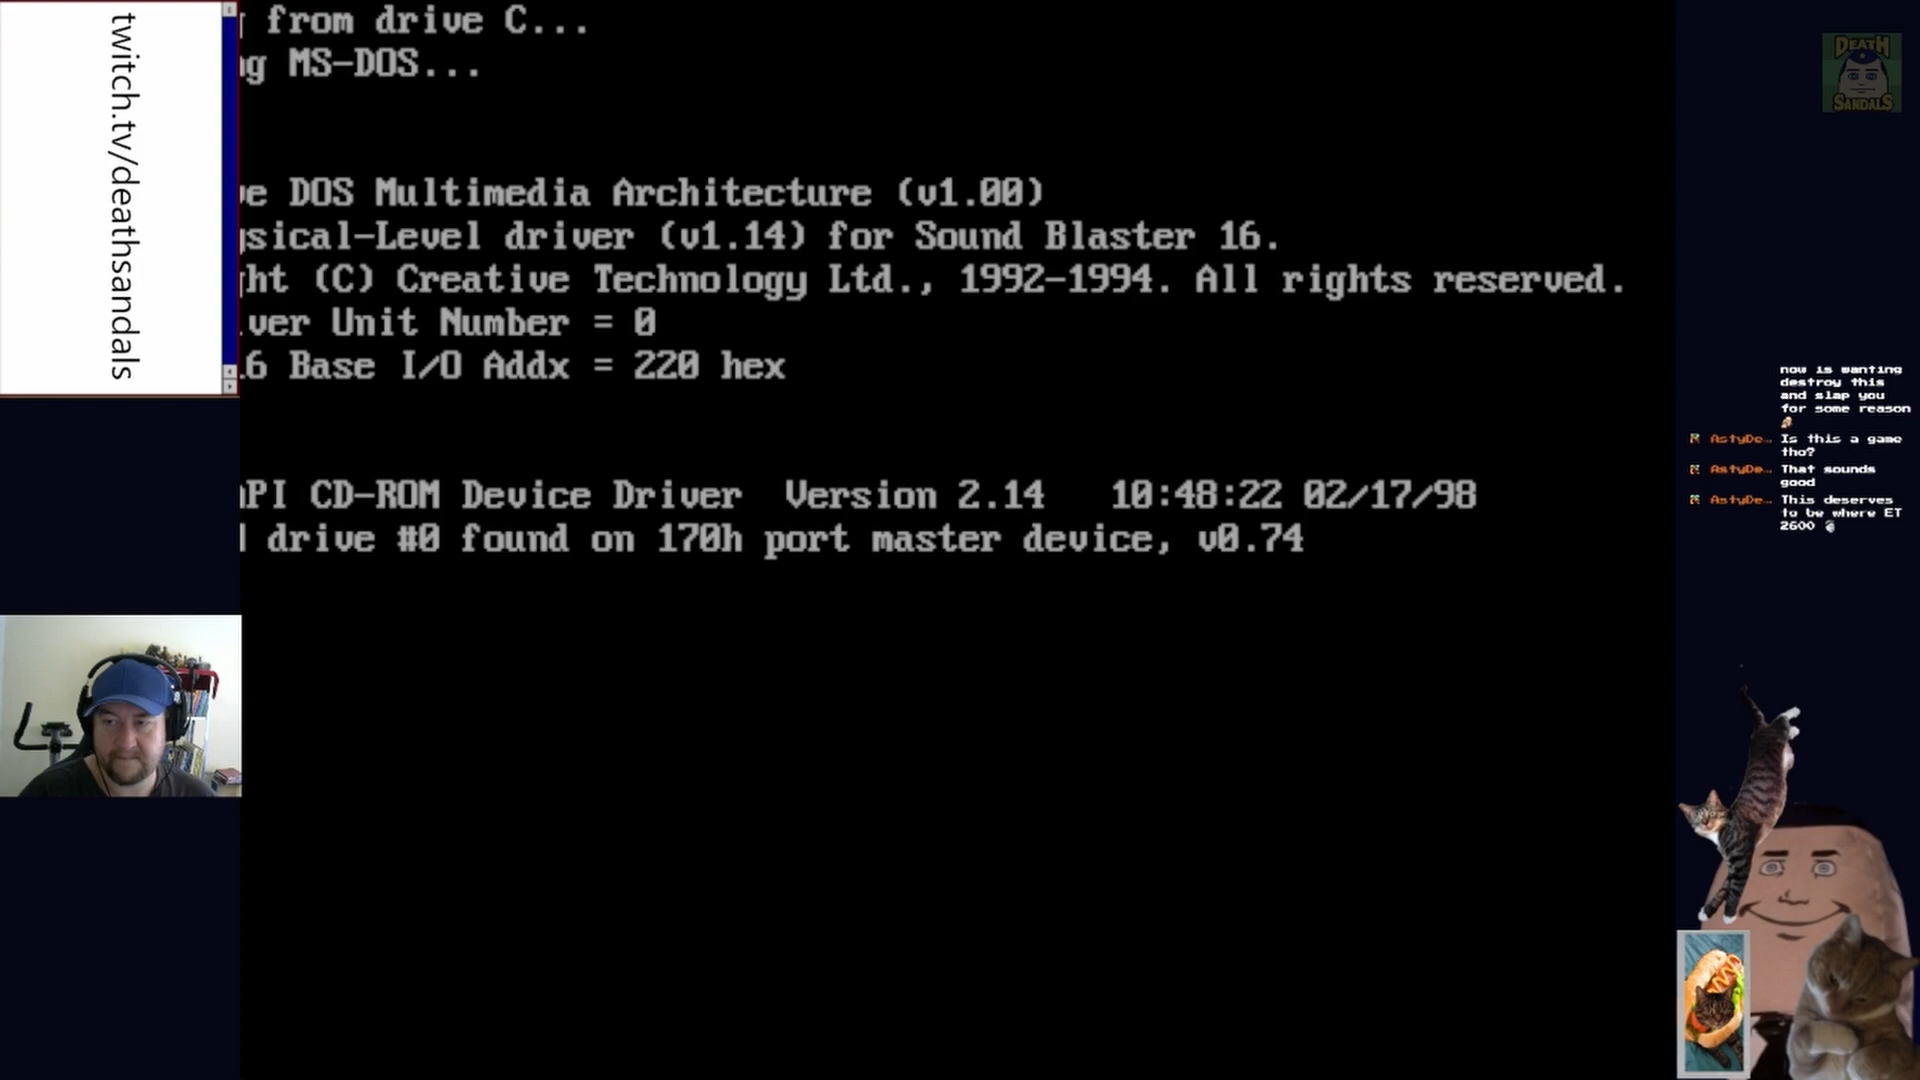 twitch.tv/deathsandals
from drive C...
MS-DOS...
DOS Multimedia Architecture (v1.00)
sical-Level driver (v1.14) for Sound Blaster 16.
ht (C) Creative Technology Ltd., 1992-1994. All rights reserved.
ver Unit Number = 0
6 Base I/O Addx = 220 hex
PI CD-ROM Device Driver Version 2.14 10:48:22 02/17/98
drive #0 found on 170h port master device, v0.74
DEATH
SANDALS
now is wanting
destroy this
and slap you
for some reason
AstyDe... Is this a game
tho?
AstyDe... That sounds
good
AstyDe... This deserves
to be where ET
2600